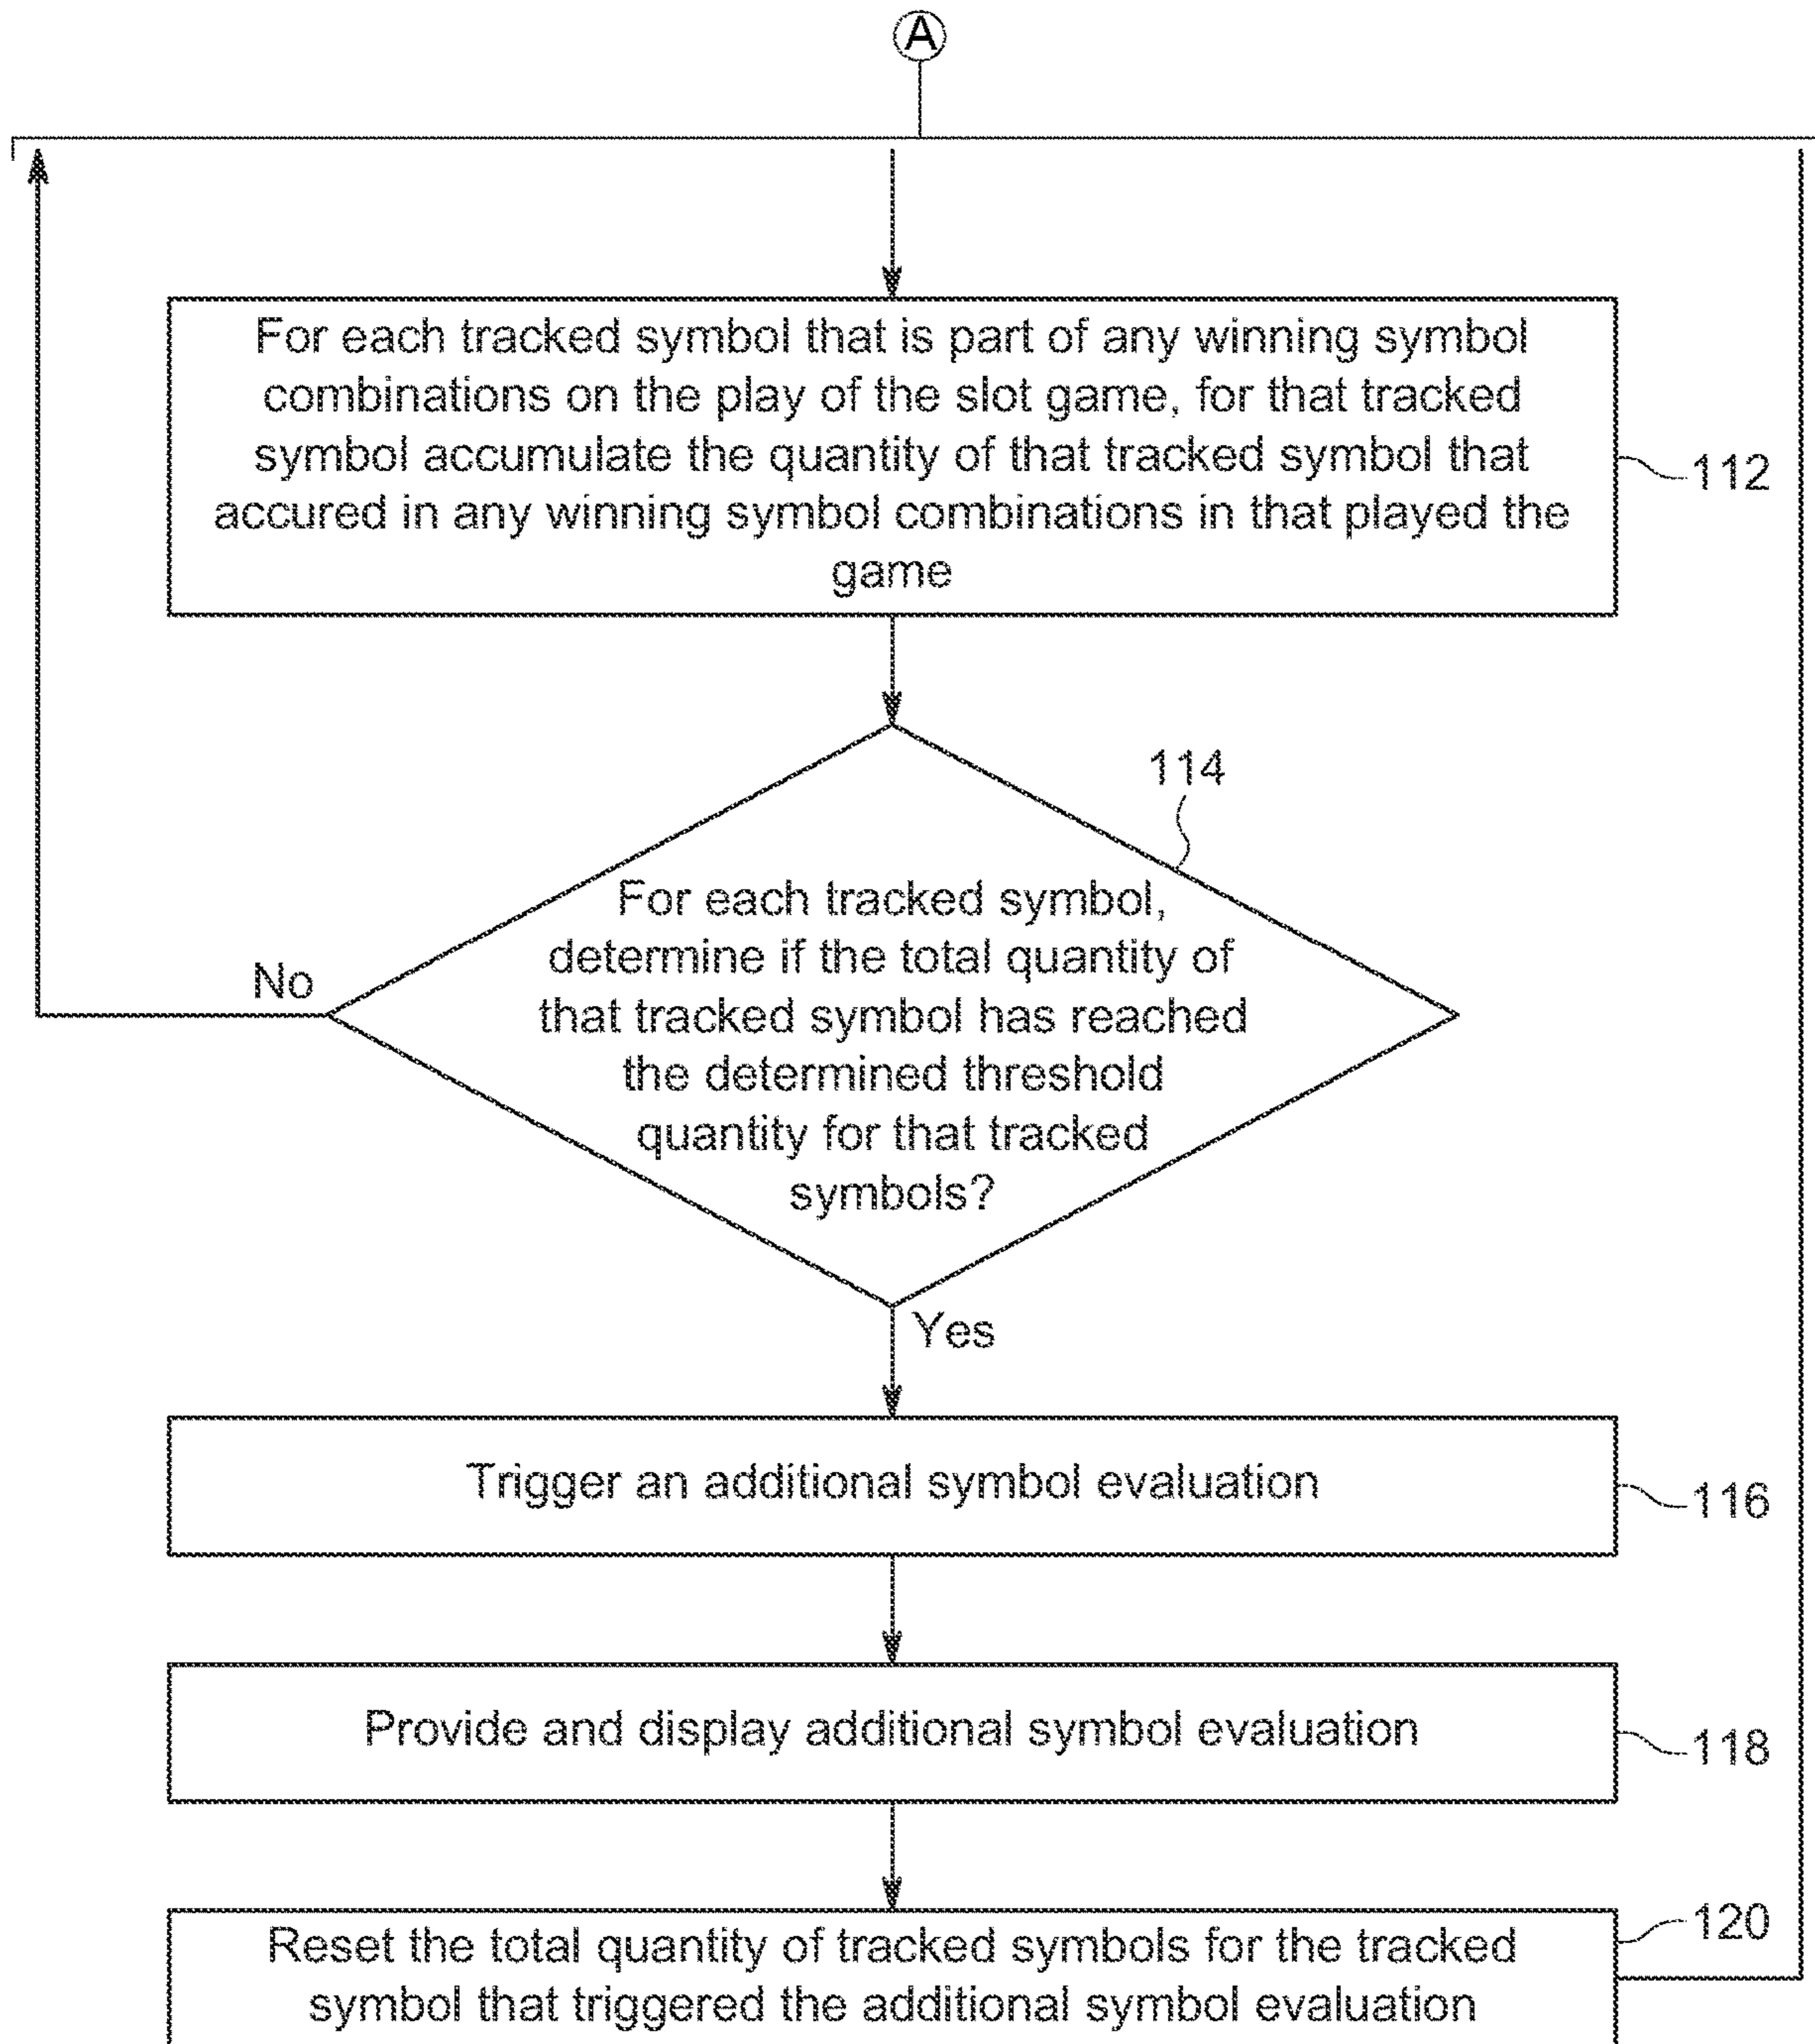 A
For each tracked symbol that is part of any winning symbol
combinations on the play of the slot game, for that tracked
symbol accumulate the quantity of that tracked symbol that
accured in any winning symbol combinations in that played the
game
112
114
For each tracked symbol,
determine if the total quantity of
that tracked symbol has reached
the determined threshold
quantity for that tracked
symbols?
No
Yes
Trigger an additional symbol evaluation
116
Provide and display additional symbol evaluation
118
Reset the total quantity of tracked symbols for the tracked
symbol that triggered the additional symbol evaluation
120